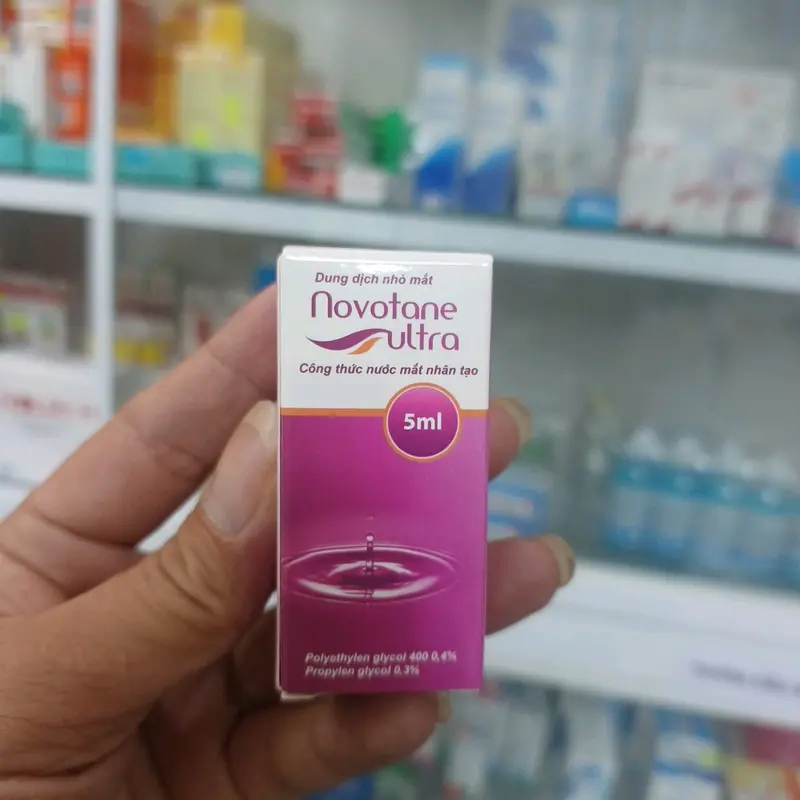 Dung dịch nhỏ mắt
Novotane
ultra
Công thức nước mắt nhân tạo
5ml
Polyethylen glycol 400 0,4%
Propylen glycol 0,3%